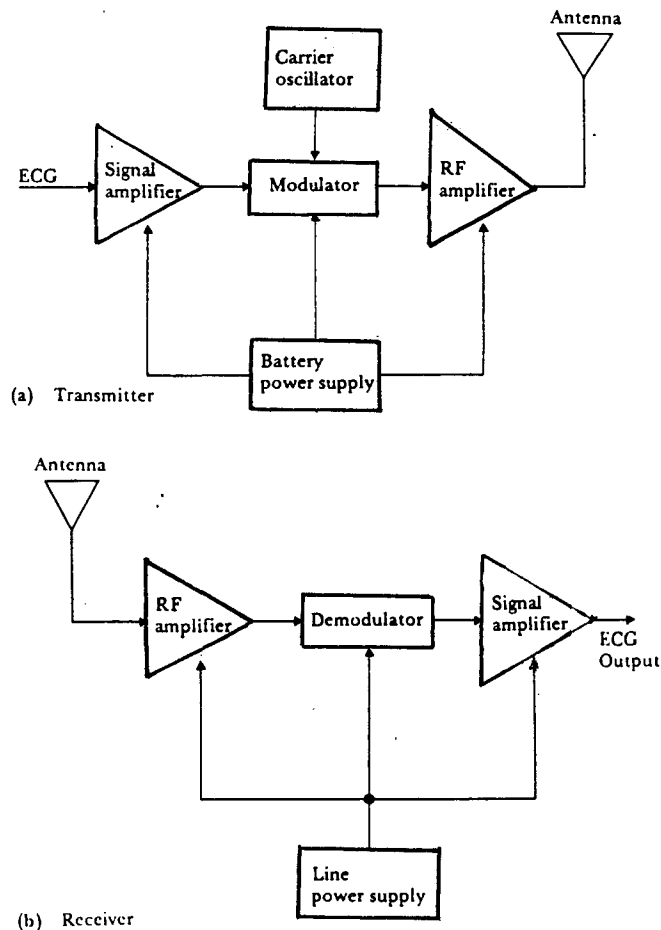 Antenna
Carrier
oscillator
ECG
Signal
amplifier
Modulator
RF
amplifier
Battery
power supply
(a) Transmitter
Antenna
RF
amplifier
Demodulator
Signal
amplifier
ECG
Output
Line
power supply
(b) Receiver